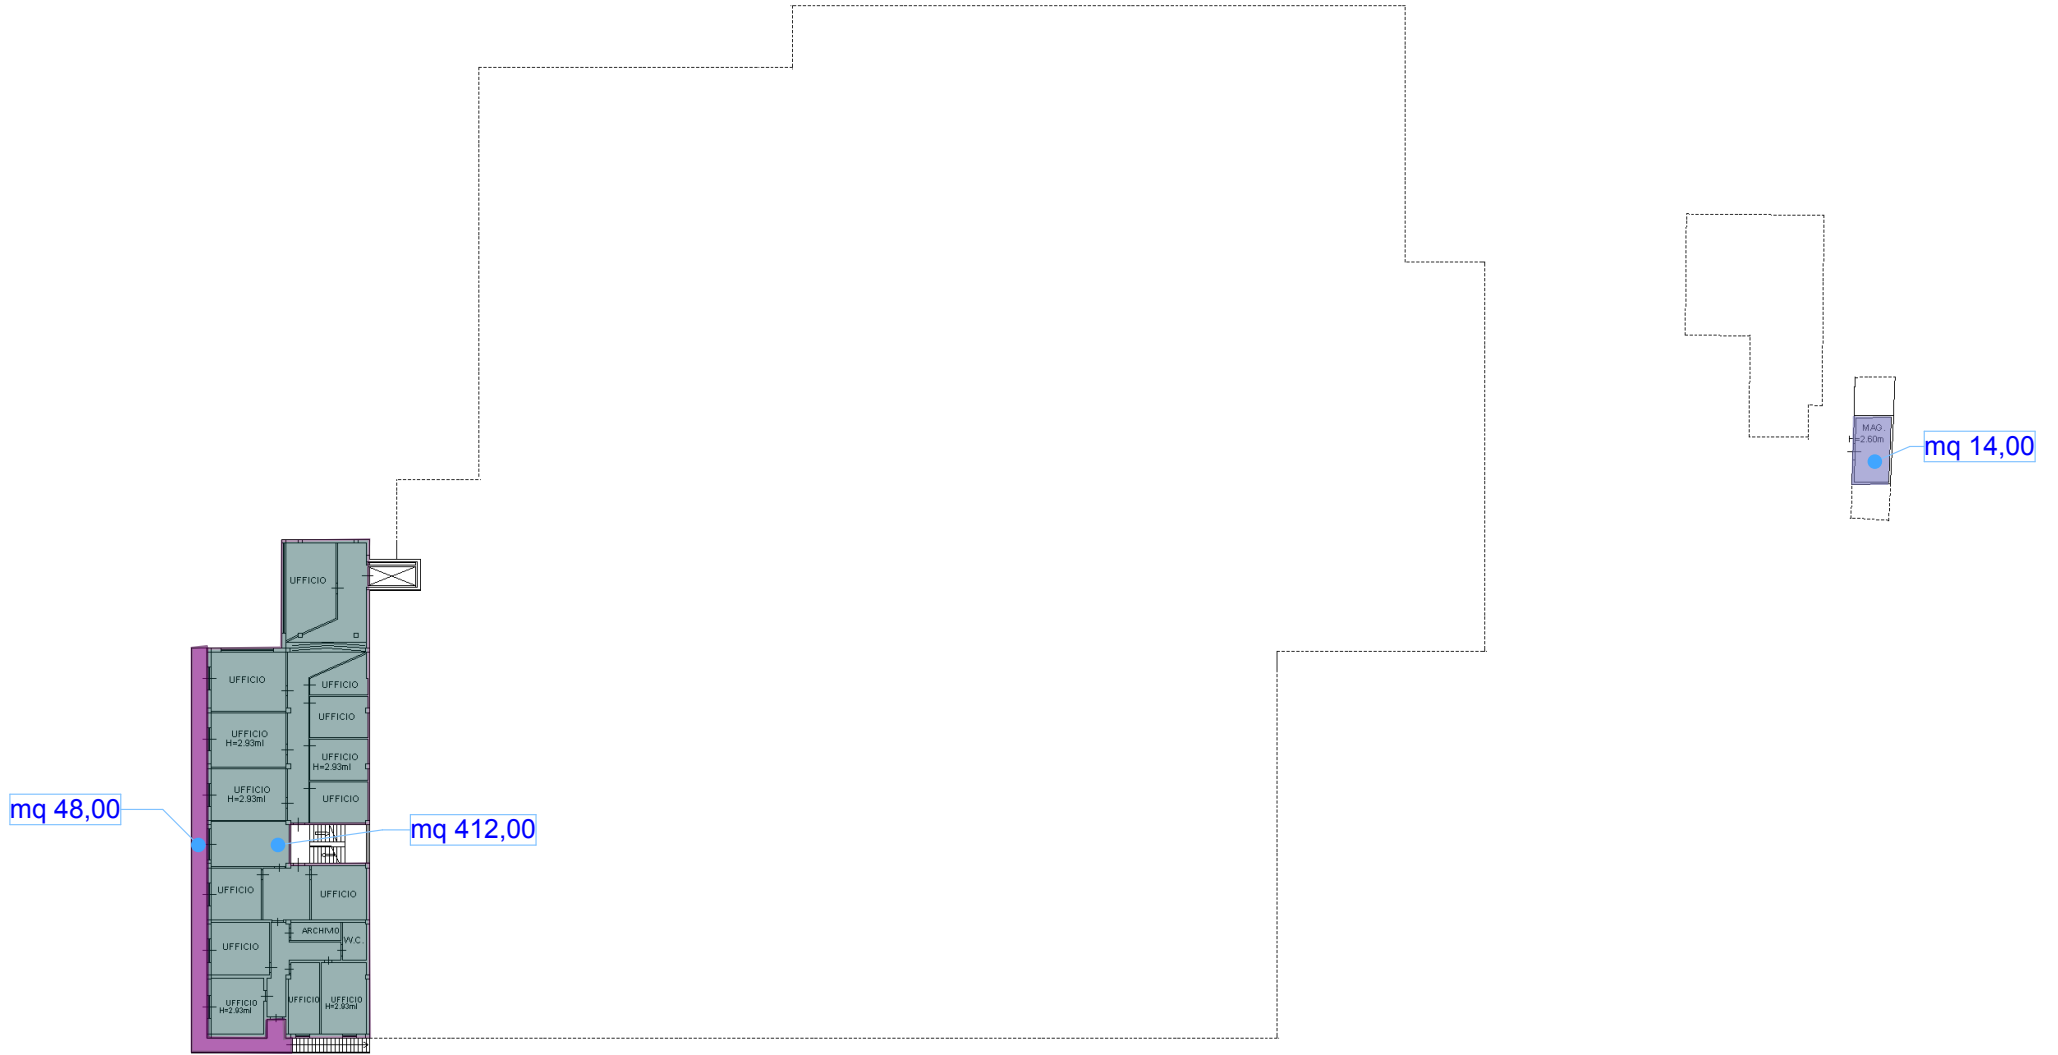 MAG.
H=2.60m
mq 14,00
UFFICIO
UFFICIO
UFFICIO
UFFICIO
UFFICIO
H=2.93ml
UFFICIO
H=2.93ml
UFFICIO
H=2.93ml
UFFICIO
mq 48,00
mq 412,00
UFFICIO
UFFICIO
ARCHIVIO
W.C.
UFFICIO
UFFICIO
H=2.93ml
UFFICIO
UFFICIO
H=2.93ml